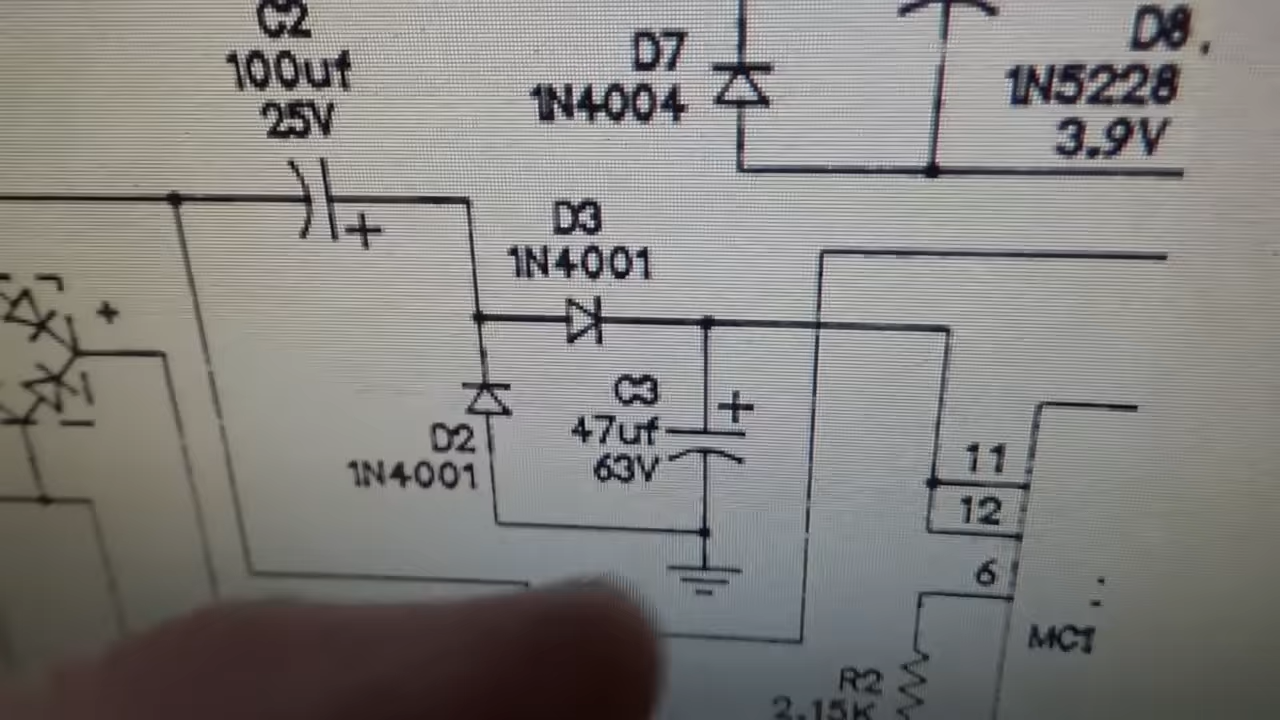 C2
100uf
25V
D7
1N4004
D8
1N5228
3.9V
+
D3
1N4001
+
C3
+
47uf
63V
D2
1N4001
11
12
6
R2
2.15K